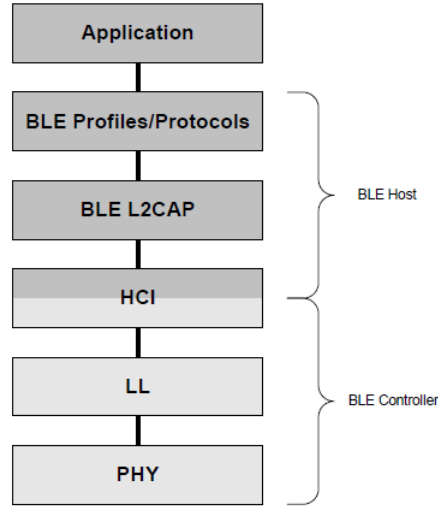 Application
BLE Profiles/Protocols
BLE Host
BLE L2CAP
HCI
LL
BLE Controller
PHY